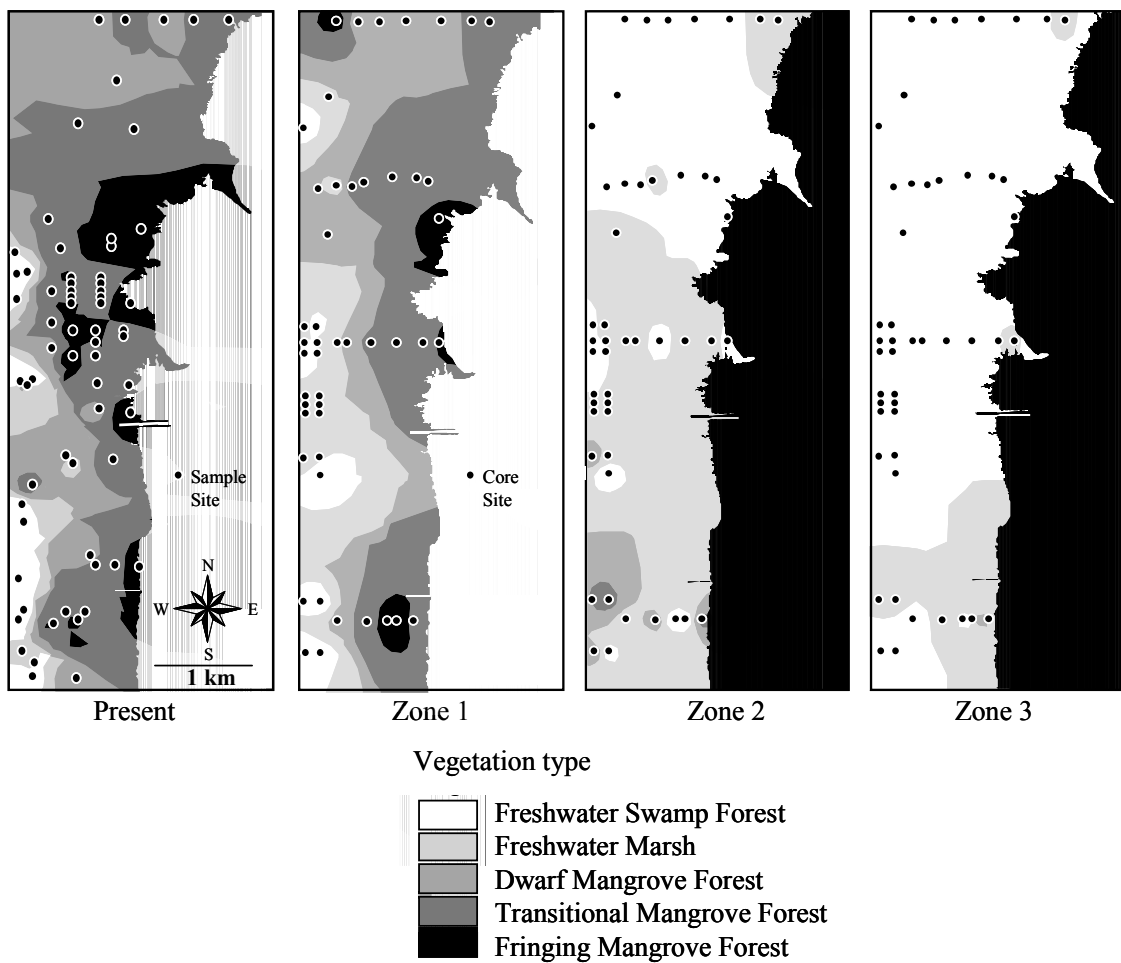 Sample
Site
N
W
E
S
1 km
Core
Site
Present
Zone 1
Zone 2
Zone 3
Vegetation type
Freshwater Swamp Forest
Freshwater Marsh
Dwarf Mangrove Forest
Transitional Mangrove Forest
Fringing Mangrove Forest